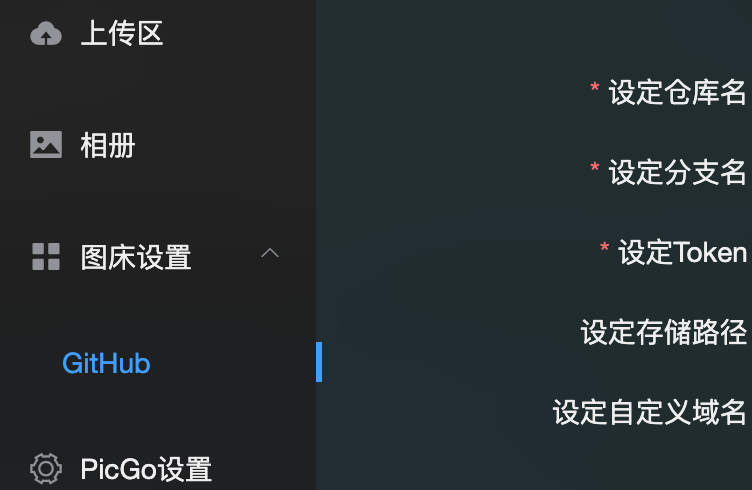 上传区
相册
图床设置
GitHub
PicGo设置
* 设定仓库名
* 设定分支名
* 设定Token
设定存储路径
设定自定义域名